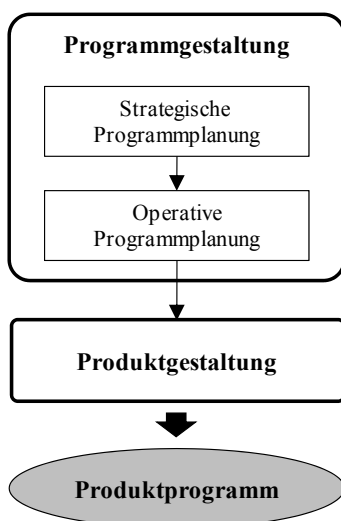 Programmgestaltung
Strategische
Programmplanung
Operative
Programmplanung
Produktgestaltung
Produktprogramm